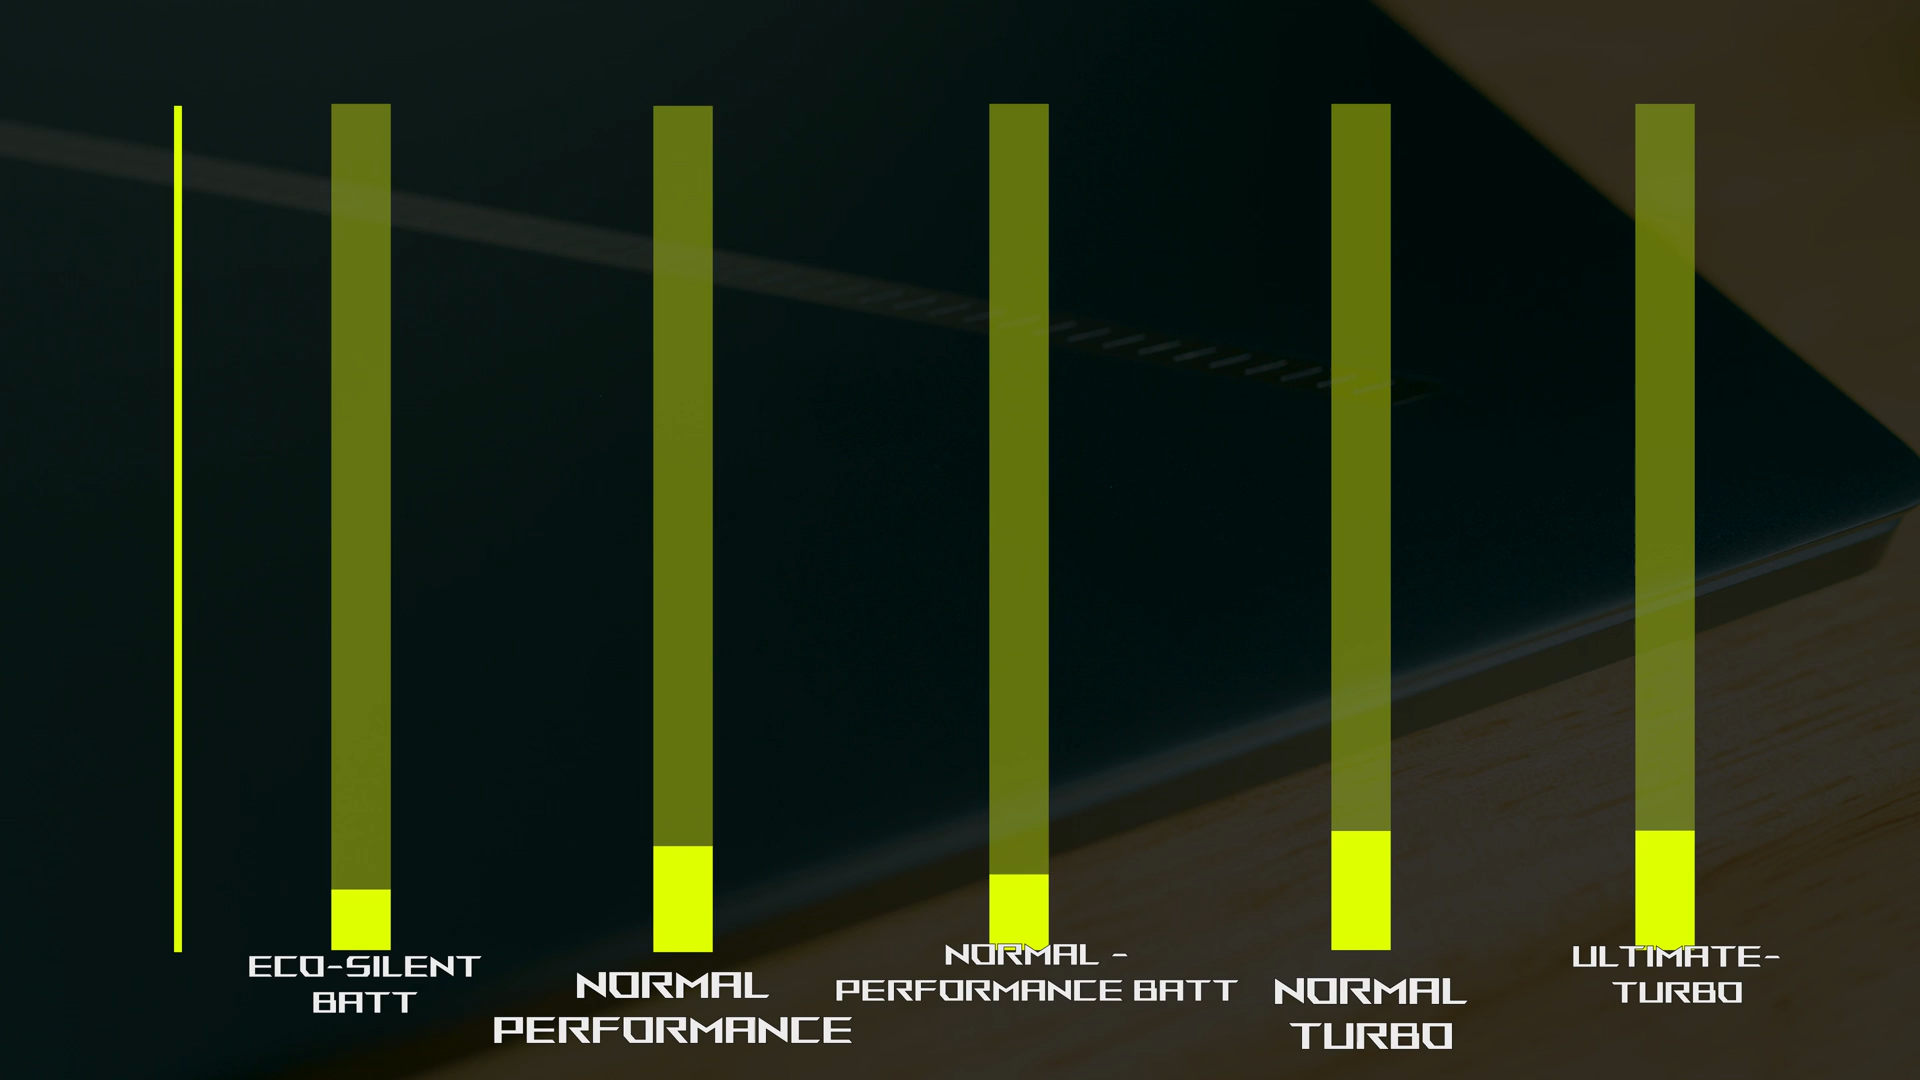 ECO-SILENT
BATT
NORMAL
PERFORMANCE
NORMAL -
PERFORMANCE BATT
NORMAL
TURBO
ULTIMATE-
TURBO